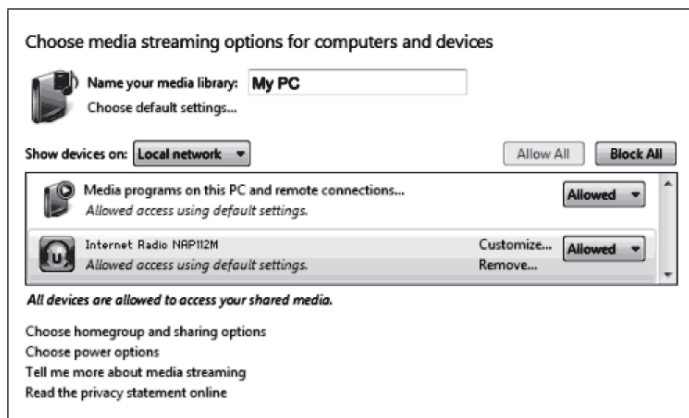 Choose media streaming options for computers and devices
Name your media library: My PC
Choose default settings...
Show devices on: Local network Allow All Block All
Media programs on this PC and remote connections... Allowed
Allowed access using default settings.
Internet Radio NAP112M Customize... Allowed
Allowed access using default settings. Remove...
All devices are allowed to access your shared media.
Choose homegroup and sharing options
Choose power options
Tell me more about media streaming
Read the privacy statement online